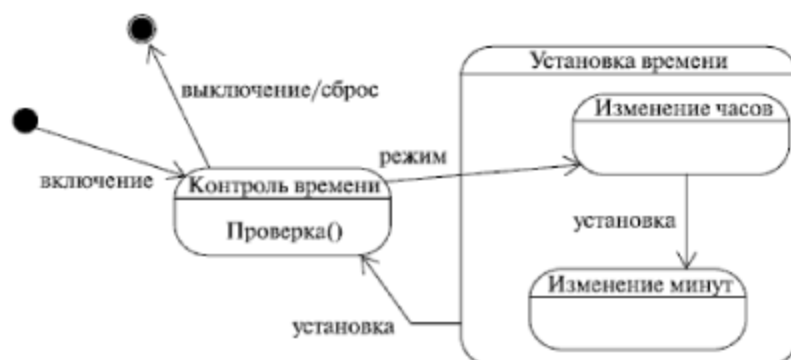 Установка времени
выключение/сброс
Изменение часов
режим
включение
Контроль времени
Проверка()
установка
Изменение минут
установка